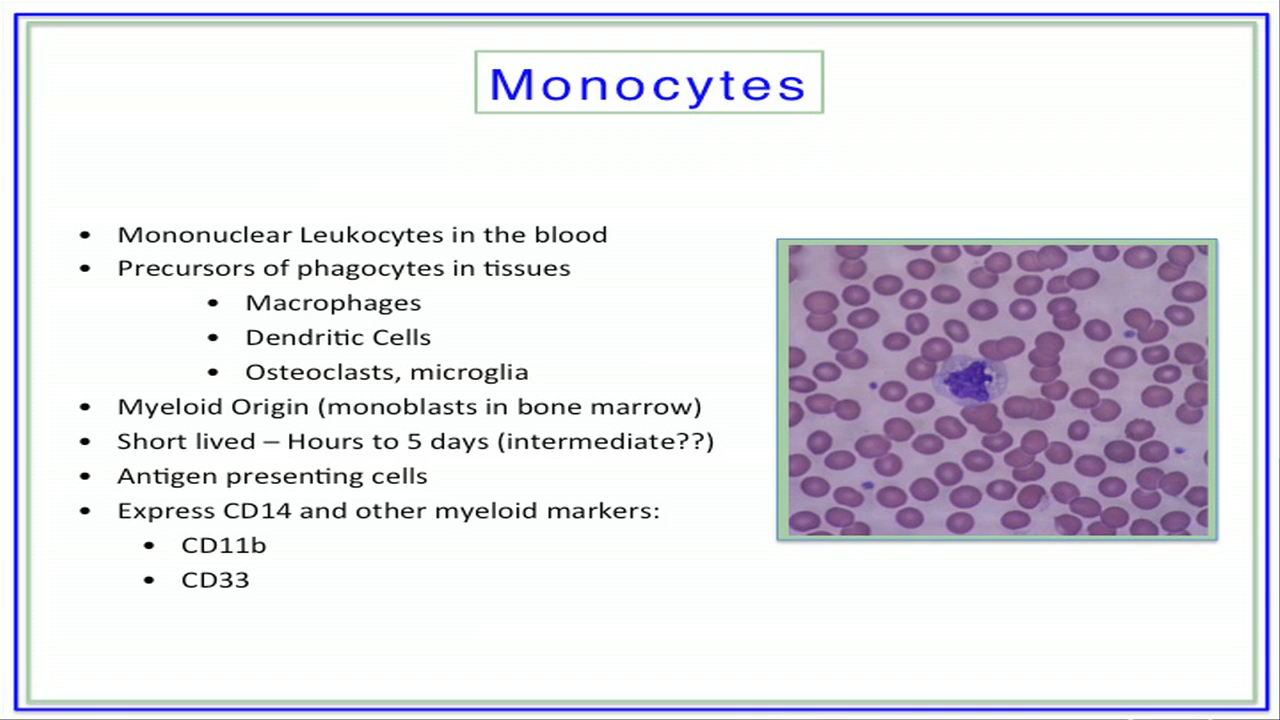 Monocytes
• Mononuclear Leukocytes in the blood
• Precursors of phagocytes in tissues
• Macrophages
• Dendritic Cells
• Osteoclasts, microglia
• Myeloid Origin (monoblasts in bone marrow)
• Short lived – Hours to 5 days (intermediate??)
• Antigen presenting cells
• Express CD14 and other myeloid markers:
• CD11b
• CD33